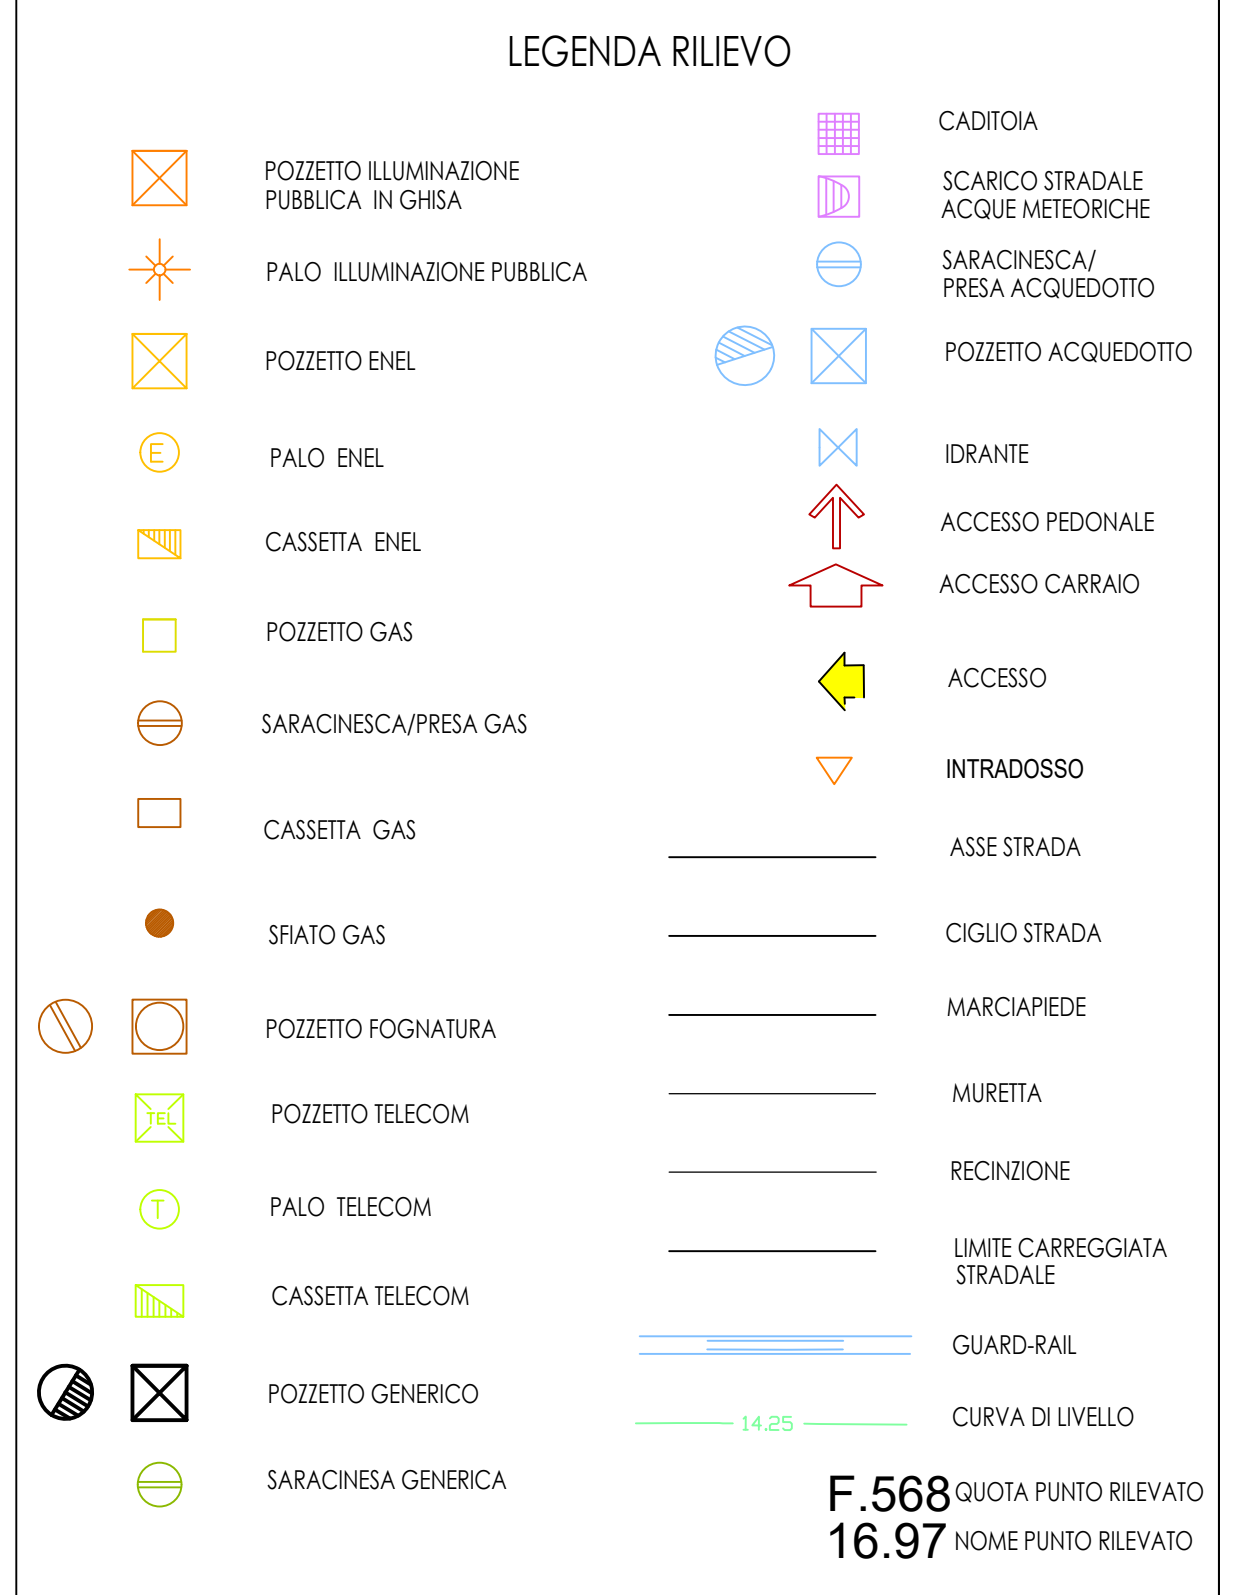 LEGENDA RILIEVO
POZZETTO ILLUMINAZIONE
PUBBLICA IN GHISA
PALO ILLUMINAZIONE PUBBLICA
POZZETTO ENEL
E
PALO ENEL
CASSETTA ENEL
POZZETTO GAS
SARACINESCA/PRESA GAS
CASSETTA GAS
SFIATO GAS
POZZETTO FOGNATURA
TEL
POZZETTO TELECOM
T
PALO TELECOM
CASSETTA TELECOM
POZZETTO GENERICO
SARACINESA GENERICA
CADITOIA
SCARICO STRADALE
ACQUE METEORICHE
SARACINESCA/
PRESA ACQUEDOTTO
POZZETTO ACQUEDOTTO
IDRANTE
ACCESSO PEDONALE
ACCESSO CARRAIO
ACCESSO
INTRADOSSO
ASSE STRADA
CIGLIO STRADA
MARCIAPIEDE
MURETTA
RECINZIONE
LIMITE CARREGGIATA
STRADALE
GUARD-RAIL
14.25
CURVA DI LIVELLO
F.568 QUOTA PUNTO RILEVATO
16.97 NOME PUNTO RILEVATO